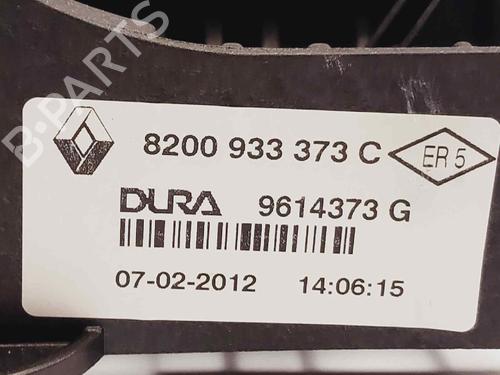 B-PARTS
8200 933 373 C
ER 5
DURA 9614373 G
07-02-2012 14:06:15